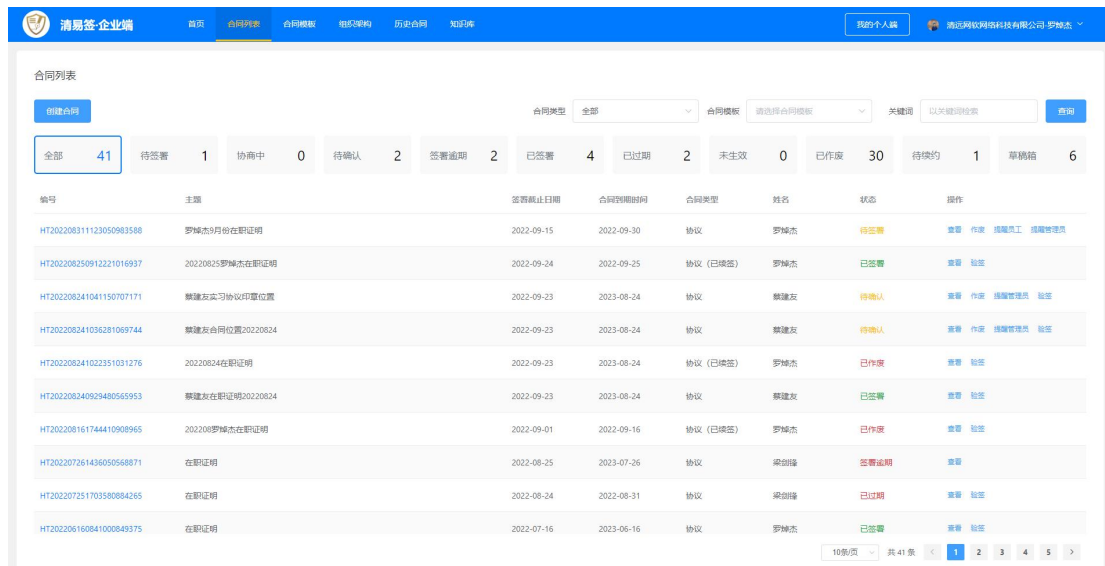 清易签·企业端 首页 合同列表 合同模板 组织架构 历史合同 知识库 我的个人端 清远网软网络科技有限公司-罗焯杰
合同列表
创建合同 合同类型 全部 合同模板 请选择合同模板 关键词 以关键词检索 查询
全部 41 待签署 1 协商中 0 待确认 2 签署逾期 2 已签署 4 已过期 2 未生效 0 已作废 30 待续约 1 草稿箱 6
编号 主题 签署截止日期 合同到期时间 合同类型 姓名 状态 操作
HT202208311123050983588 罗焯杰9月份在职证明 2022-09-15 2022-09-30 协议 罗焯杰 待签署 查看 作废 提醒员工 提醒管理员
HT202208250912221016937 20220825罗焯杰在职证明 2022-09-24 2022-09-25 协议（已续签） 罗焯杰 已签署 查看 验签
HT202208241041150707171 蔡建友实习协议印章位置 2022-09-23 2023-08-24 协议 蔡建友 待确认 查看 作废 提醒管理员 验签
HT202208241036281069744 蔡建友合同位置20220824 2022-09-23 2023-08-24 协议 蔡建友 待确认 查看 作废 提醒管理员 验签
HT202208241022351031276 20220824在职证明 2022-09-23 2023-08-24 协议（已续签） 罗焯杰 已作废 查看 验签
HT202208240929480565953 蔡建友在职证明20220824 2022-09-23 2023-08-24 协议 蔡建友 已签署 查看 验签
HT202208161744410908965 202208罗焯杰在职证明 2022-09-01 2022-09-16 协议（已续签） 罗焯杰 已作废 查看 验签
HT202207261436050568871 在职证明 2022-08-25 2023-07-26 协议 梁剑锋 签署逾期 查看
HT202207251703580884265 在职证明 2022-08-24 2022-08-31 协议 梁剑锋 已过期 查看 验签
HT202206160841000849375 在职证明 2022-07-16 2023-06-16 协议 罗焯杰 已签署 查看 验签
10条/页 共 41 条 1 2 3 4 5